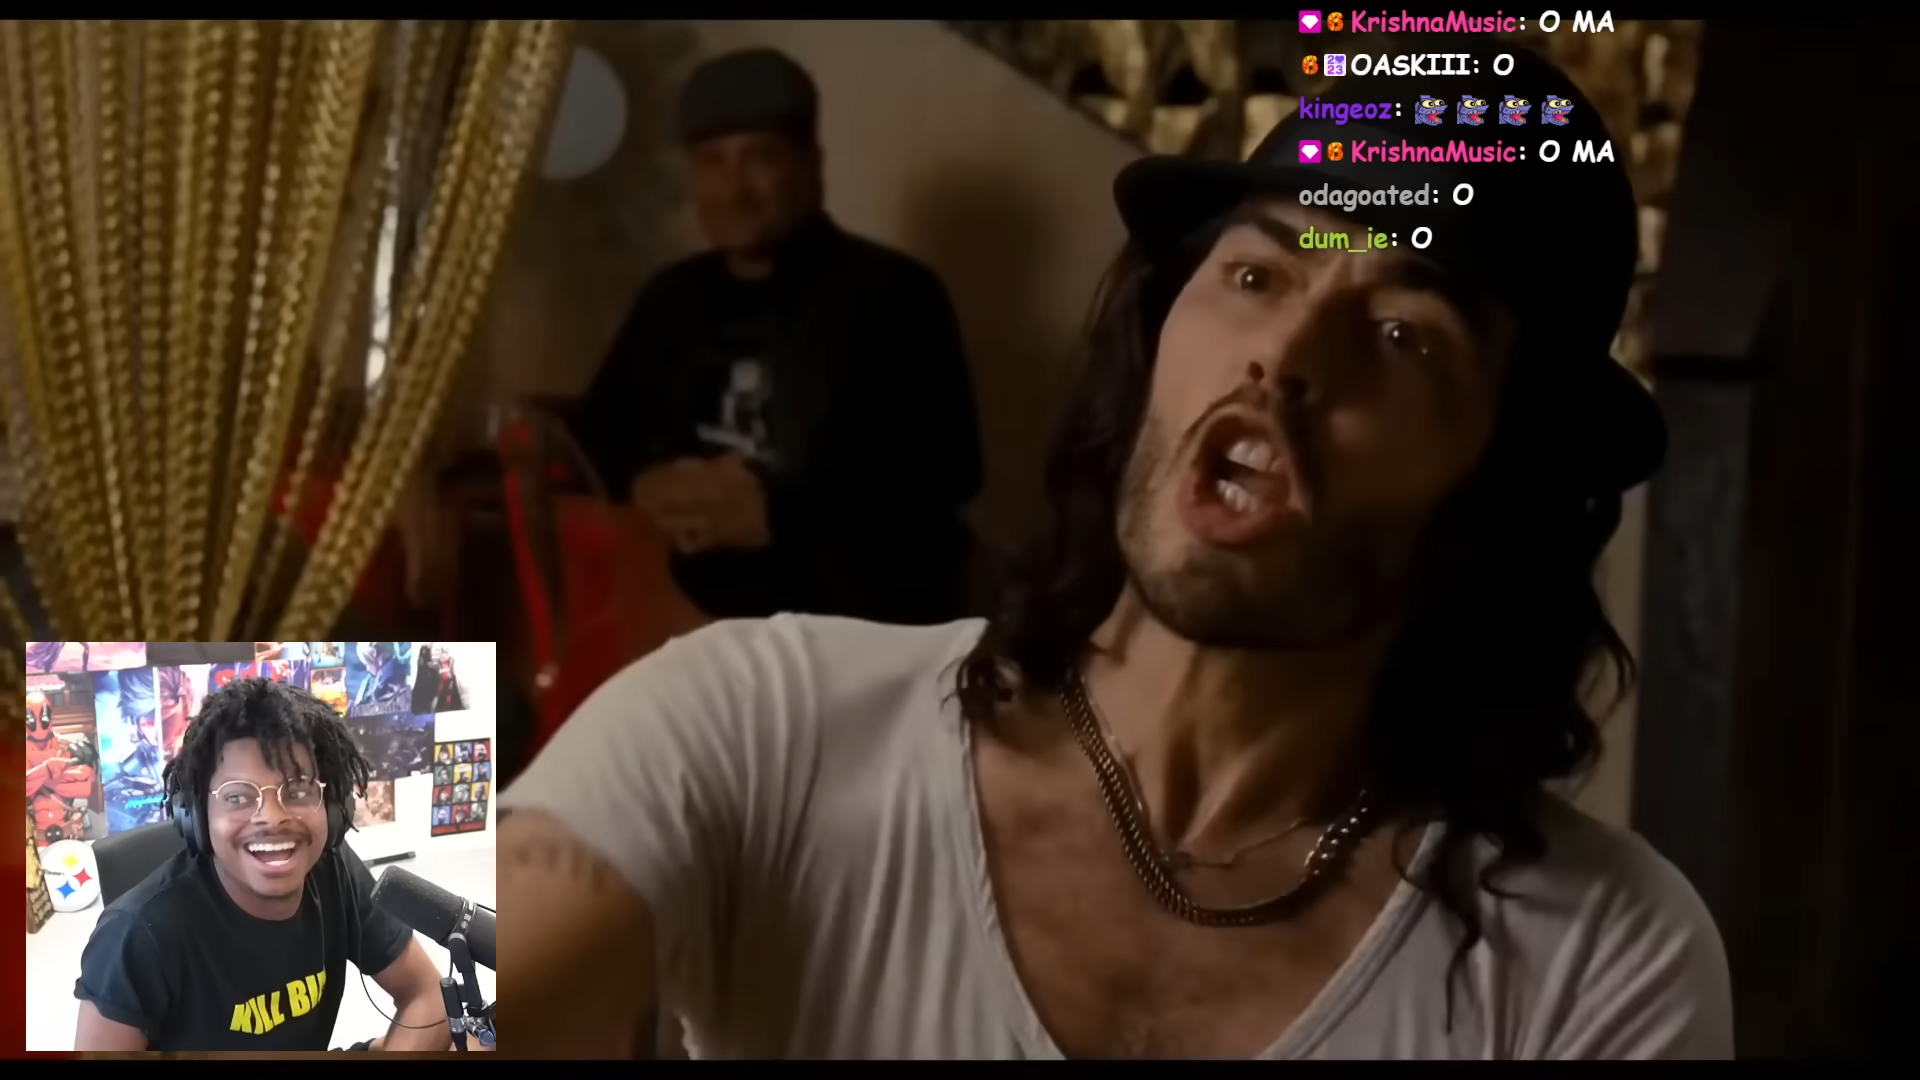 KrishnaMusic: O MA
OASKIII: O
kingeoz:
KrishnaMusic: O MA
odagoated: O
dum_ie: O
KILL BI